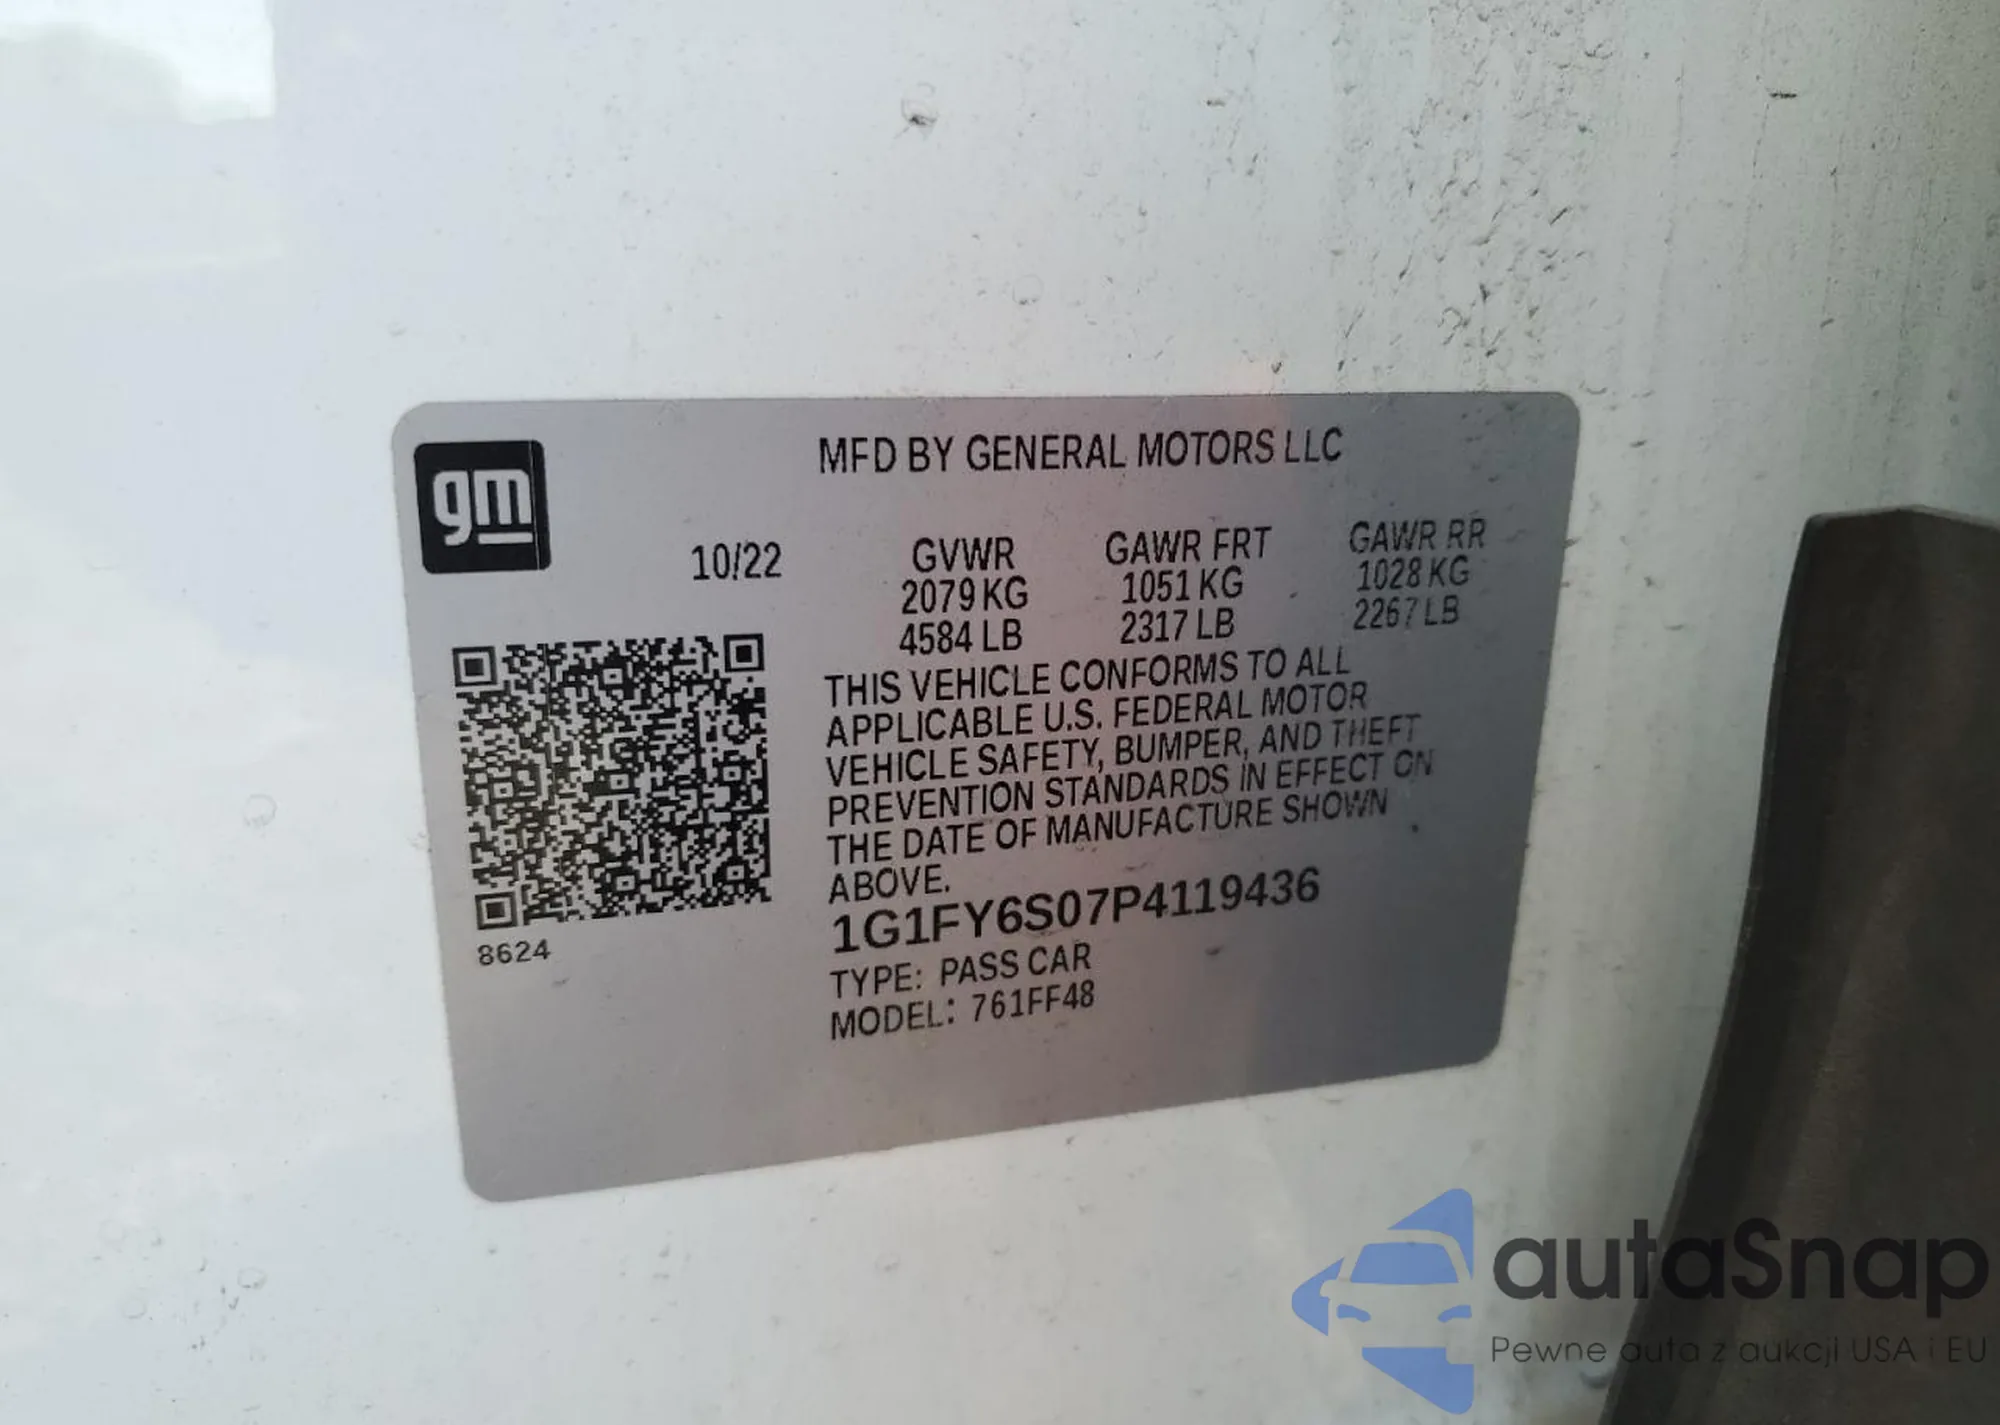 gm
MFD BY GENERAL MOTORS LLC
10/22 GVWR GAWR FRT GAWR RR
2079 KG 1051 KG 1028 KG
4584 LB 2317 LB 2267 LB
THIS VEHICLE CONFORMS TO ALL
APPLICABLE U.S. FEDERAL MOTOR
VEHICLE SAFETY, BUMPER, AND THEFT
PREVENTION STANDARDS IN EFFECT ON
THE DATE OF MANUFACTURE SHOWN
ABOVE.
1G1FY6S07P4119436
8624
TYPE: PASS CAR
MODEL: 761FF48
autaSnap
Pewne auta z aukcji USA i EU